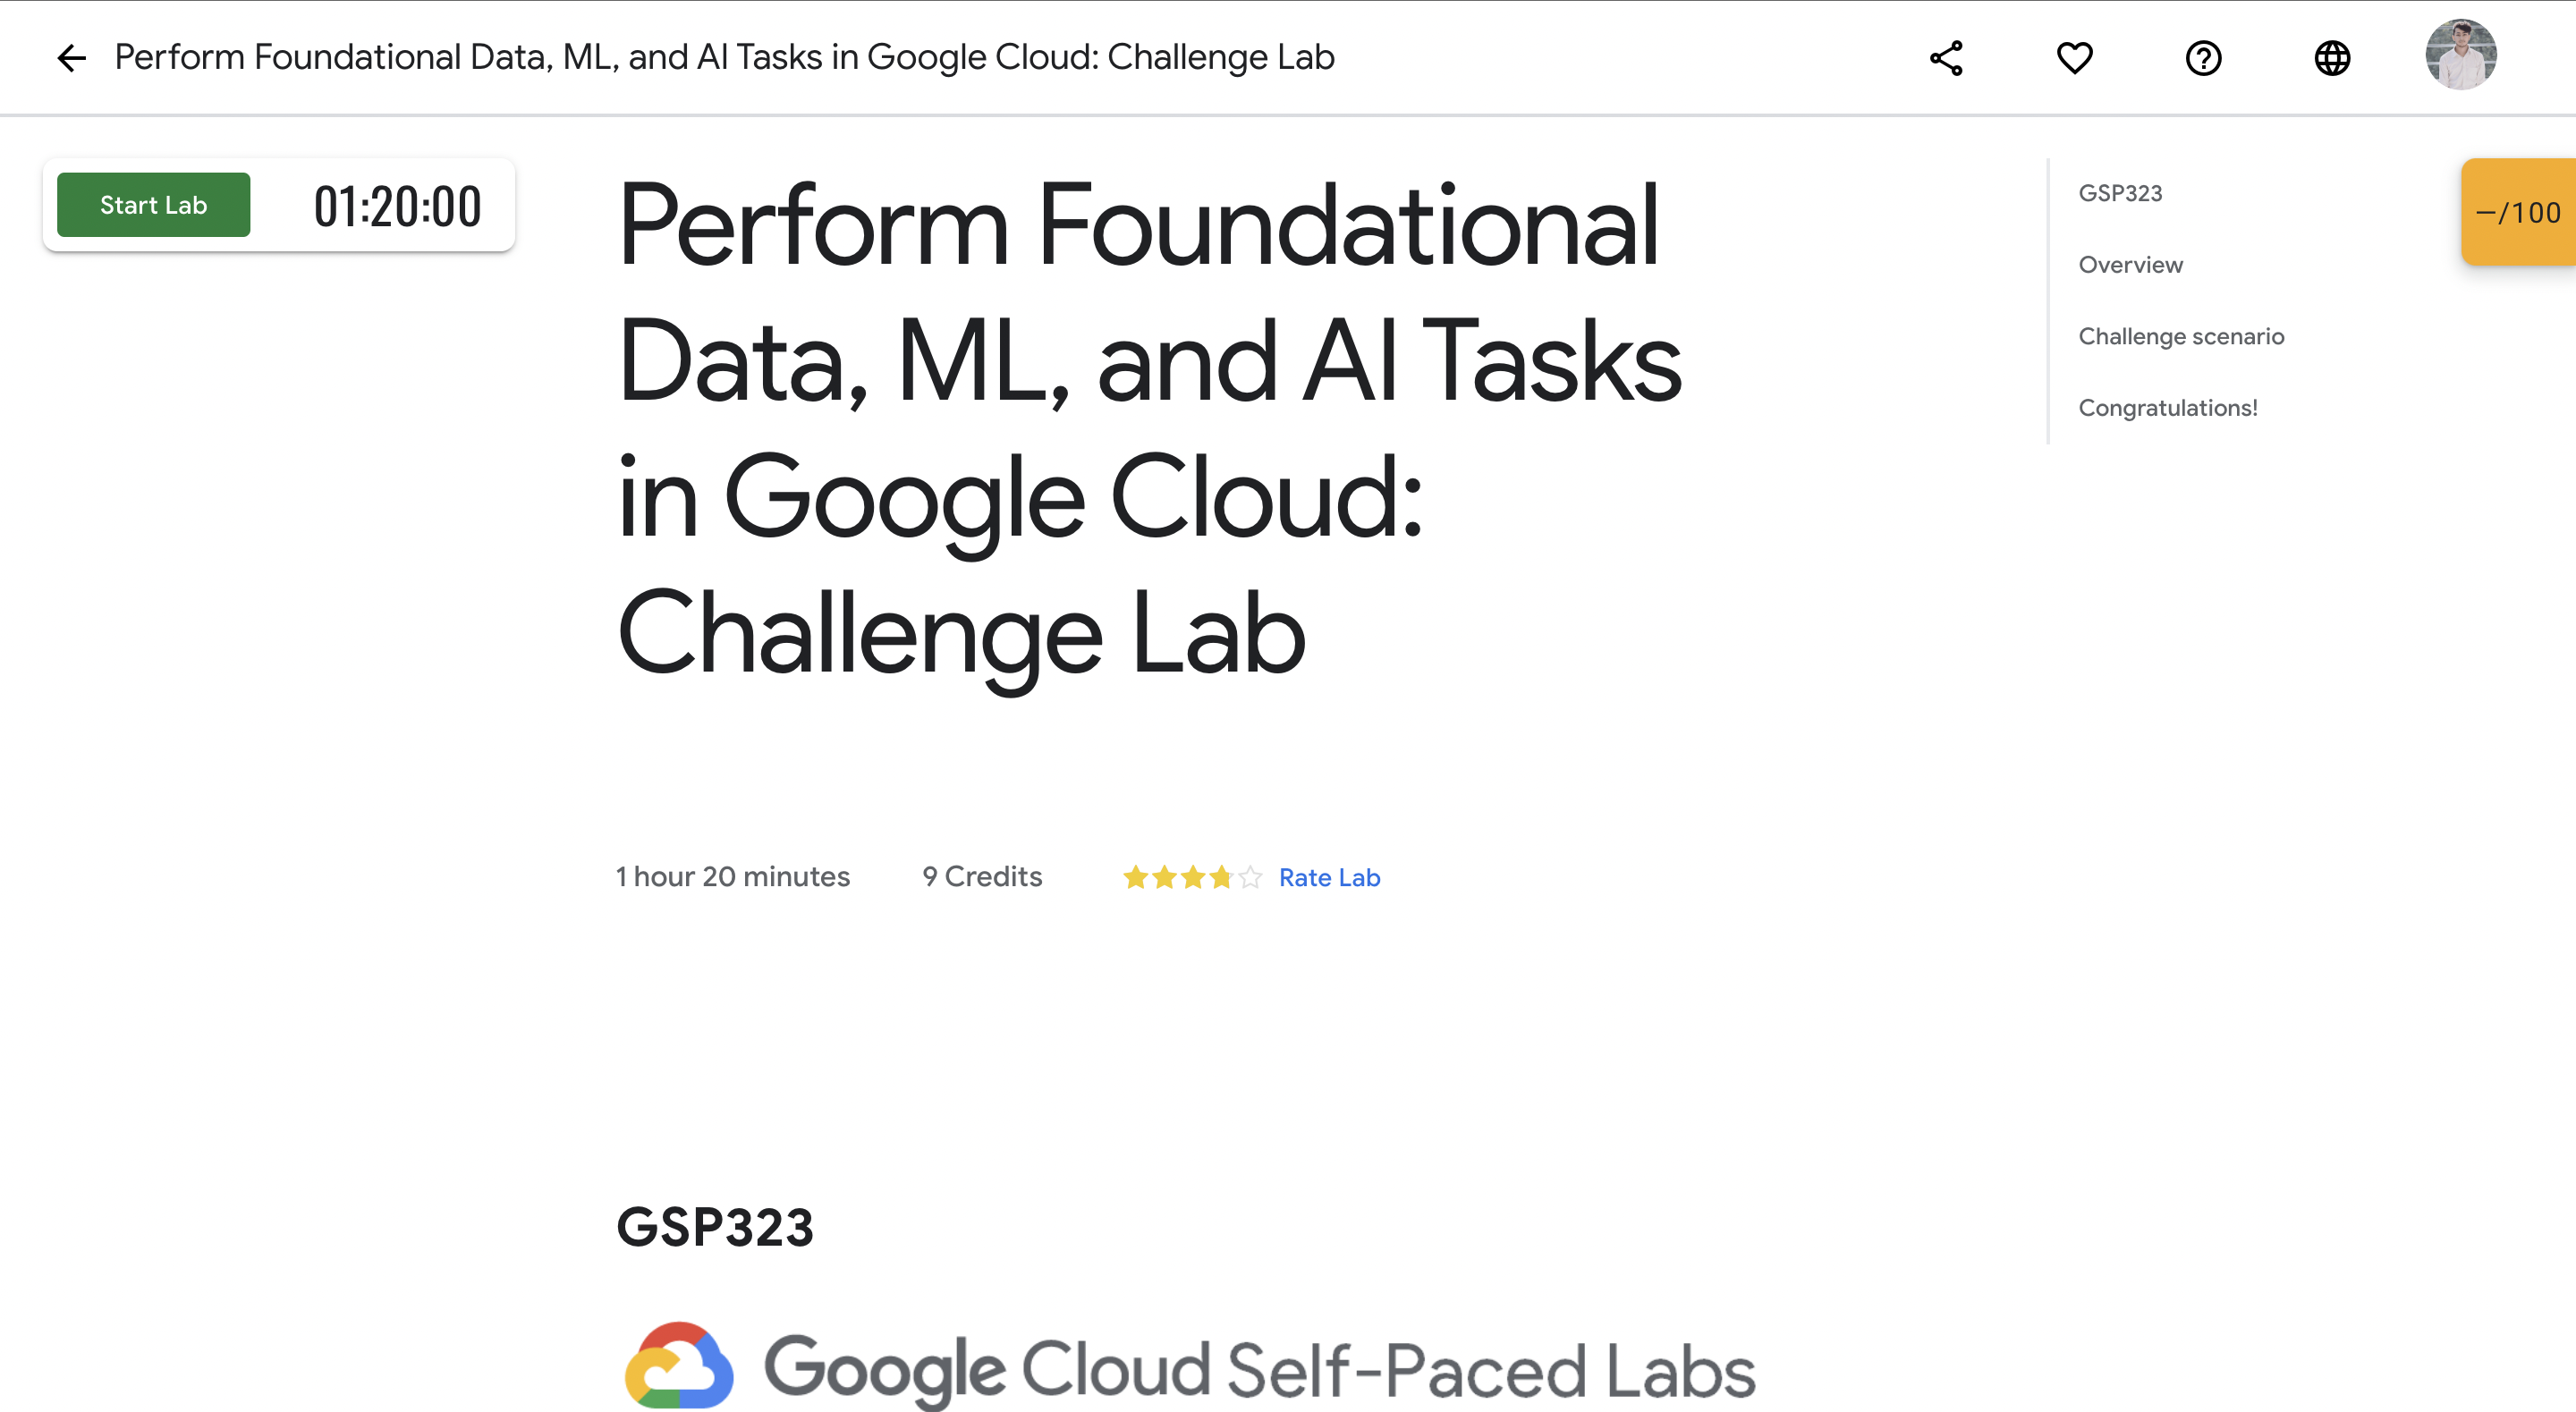 Perform Foundational Data, ML, and AI Tasks in Google Cloud: Challenge Lab
Start Lab
01:20:00
Perform Foundational
Data, ML, and AI Tasks
in Google Cloud:
Challenge Lab
1 hour 20 minutes
9 Credits
Rate Lab
GSP323
Google Cloud Self-Paced Labs
GSP323
Overview
Challenge scenario
Congratulations!
–/100